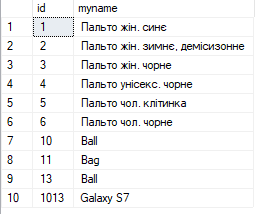 id myname
1 1 Пальто жін. синє
2 2 Пальто жін. зимнє, демісизонне
3 3 Пальто жін. чорне
4 4 Пальто унісекс. чорне
5 5 Пальто чол. клітинка
6 6 Пальто чол. чорне
7 10 Ball
8 11 Bag
9 13 Ball
10 1013 Galaxy S7